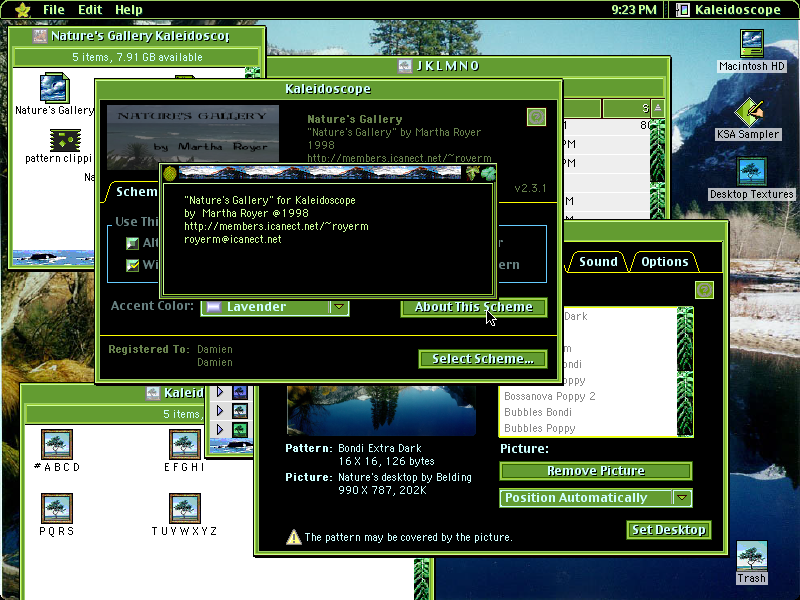 File Edit Help
9:23 PM
Kaleidoscope
Nature's Gallery Kaleidosco
5 items, 7.91 GB available
Nature's Gallery
pattern clippi
Na
JKLMNO
S
Macintosh HD
KSA Sampler
Desktop Textures
Trash
Kaleidoscope
NATURE'S GALLERY
by Martha Royer
Nature's Gallery
"Nature's Gallery" by Martha Royer
1998
http://members.icanect.net/~royerm
v2.3.1
Schem
Use Thi
Alt
Wi
ern
"Nature's Gallery" for Kaleidoscope
by Martha Royer @1998
http://members.icanect.net/~royerm
royerm@icanect.net
Accent Color:
Lavender
About This Scheme
Registered To: Damien
Damien
Select Scheme...
Sound
Options
Dark
m
ondi
oppy
Bossanova Poppy 2
Bubbles Bondi
Bubbles Poppy
Pattern: Bondi Extra Dark
16 X 16, 126 bytes
Picture: Nature's desktop by Belding
990 X 787, 202K
Picture:
Remove Picture
Position Automatically
The pattern may be covered by the picture.
Set Desktop
Kaleid
5 items,
#ABCD
EFGHI
PQRS
TUVWXYZ